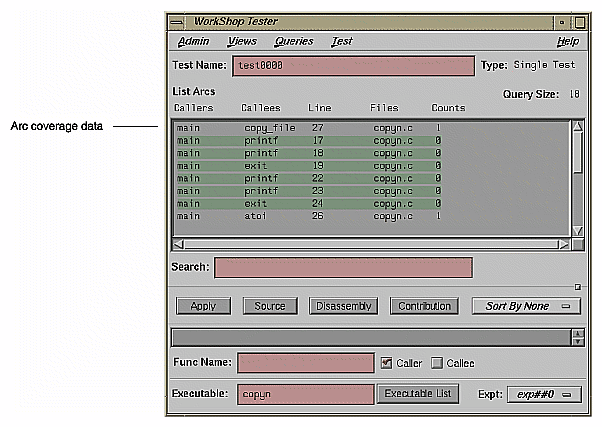 WorkShop Tester
Admin Views Queries Test Help
Test Name: test0000 Type: Single Test
List Arcs Query Size: 18
Callers Callees Line Files Counts
Arc coverage data
main copy_file 27 copyn.c 1
main printf 17 copyn.c 0
main printf 18 copyn.c 0
main exit 19 copyn.c 0
main printf 22 copyn.c 0
main printf 23 copyn.c 0
main exit 24 copyn.c 0
main atoi 26 copyn.c 1
Search:
Apply Source Disassembly Contribution Sort By None
Func Name: Caller Callee
Executable: copyn Executable List Expt: exp##0